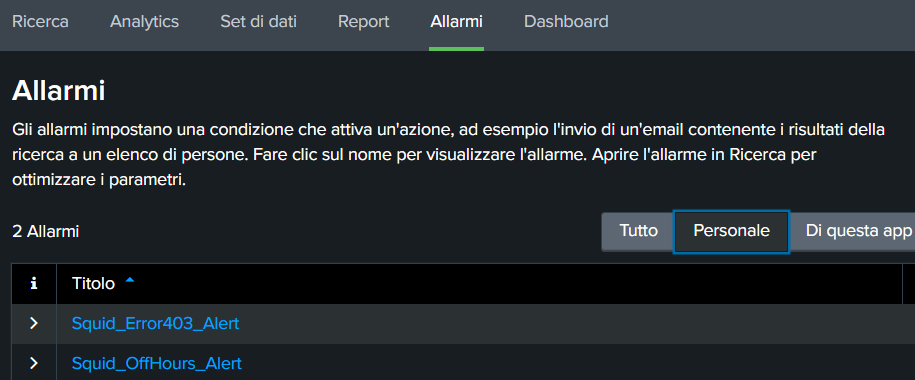 Ricerca Analytics Set di dati Report Allarmi Dashboard
Allarmi
Gli allarmi impostano una condizione che attiva un'azione, ad esempio l'invio di un'email contenente i risultati della
ricerca a un elenco di persone. Fare clic sul nome per visualizzare l'allarme. Aprire l'allarme in Ricerca per
ottimizzare i parametri.
2 Allarmi Tutto Personale Di questa app
i Titolo
Squid_Error403_Alert
Squid_OffHours_Alert